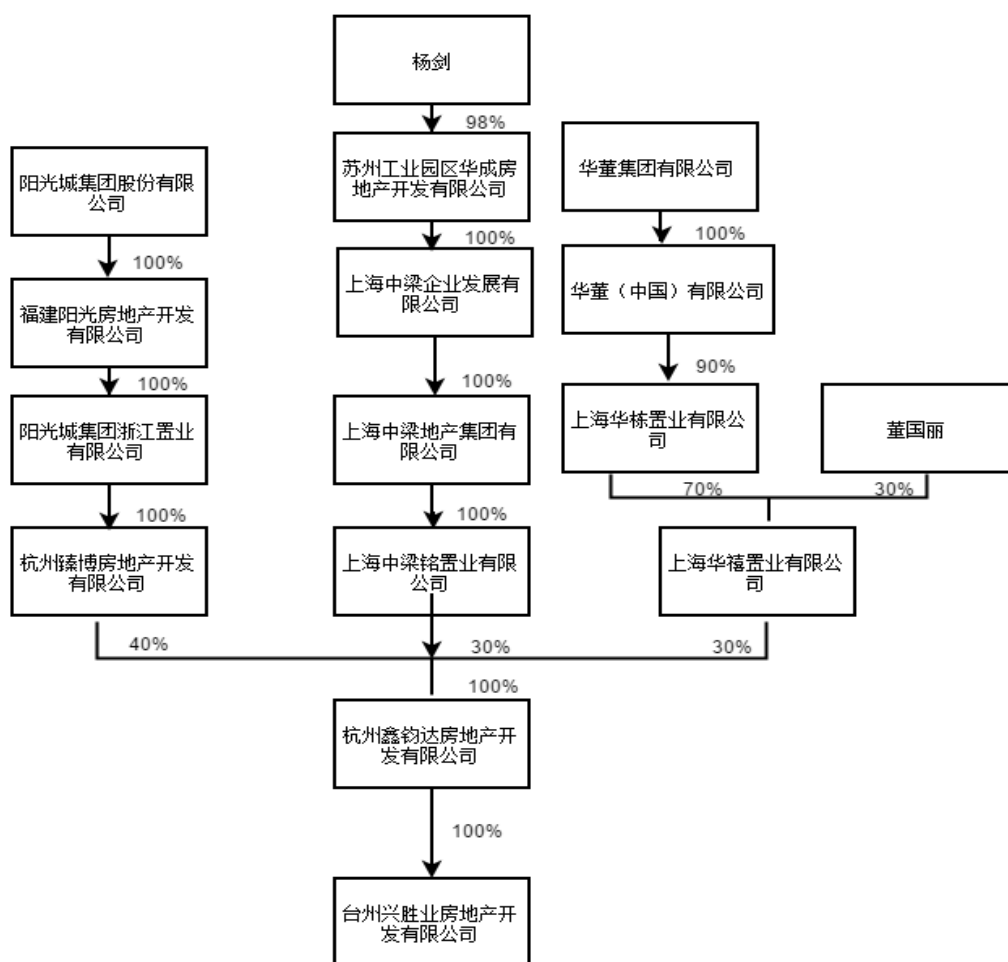 杨剑
98%
阳光城集团股份有限
公司
苏州工业园区华成房
地产开发有限公司
华董集团有限公司
100%
100%
100%
福建阳光房地产开发
有限公司
上海中梁企业发展有
限公司
华董（中国）有限公司
100%
100%
90%
阳光城集团浙江置业
有限公司
上海中梁地产集团有
限公司
上海华栋置业有限公
司
董国丽
100%
100%
70%
30%
杭州臻博房地产开发
有限公司
上海中梁铭置业有限
公司
上海华禧置业有限公
司
40%
30%
30%
100%
杭州鑫钧达房地产开
发有限公司
100%
台州兴胜业房地产开
发有限公司